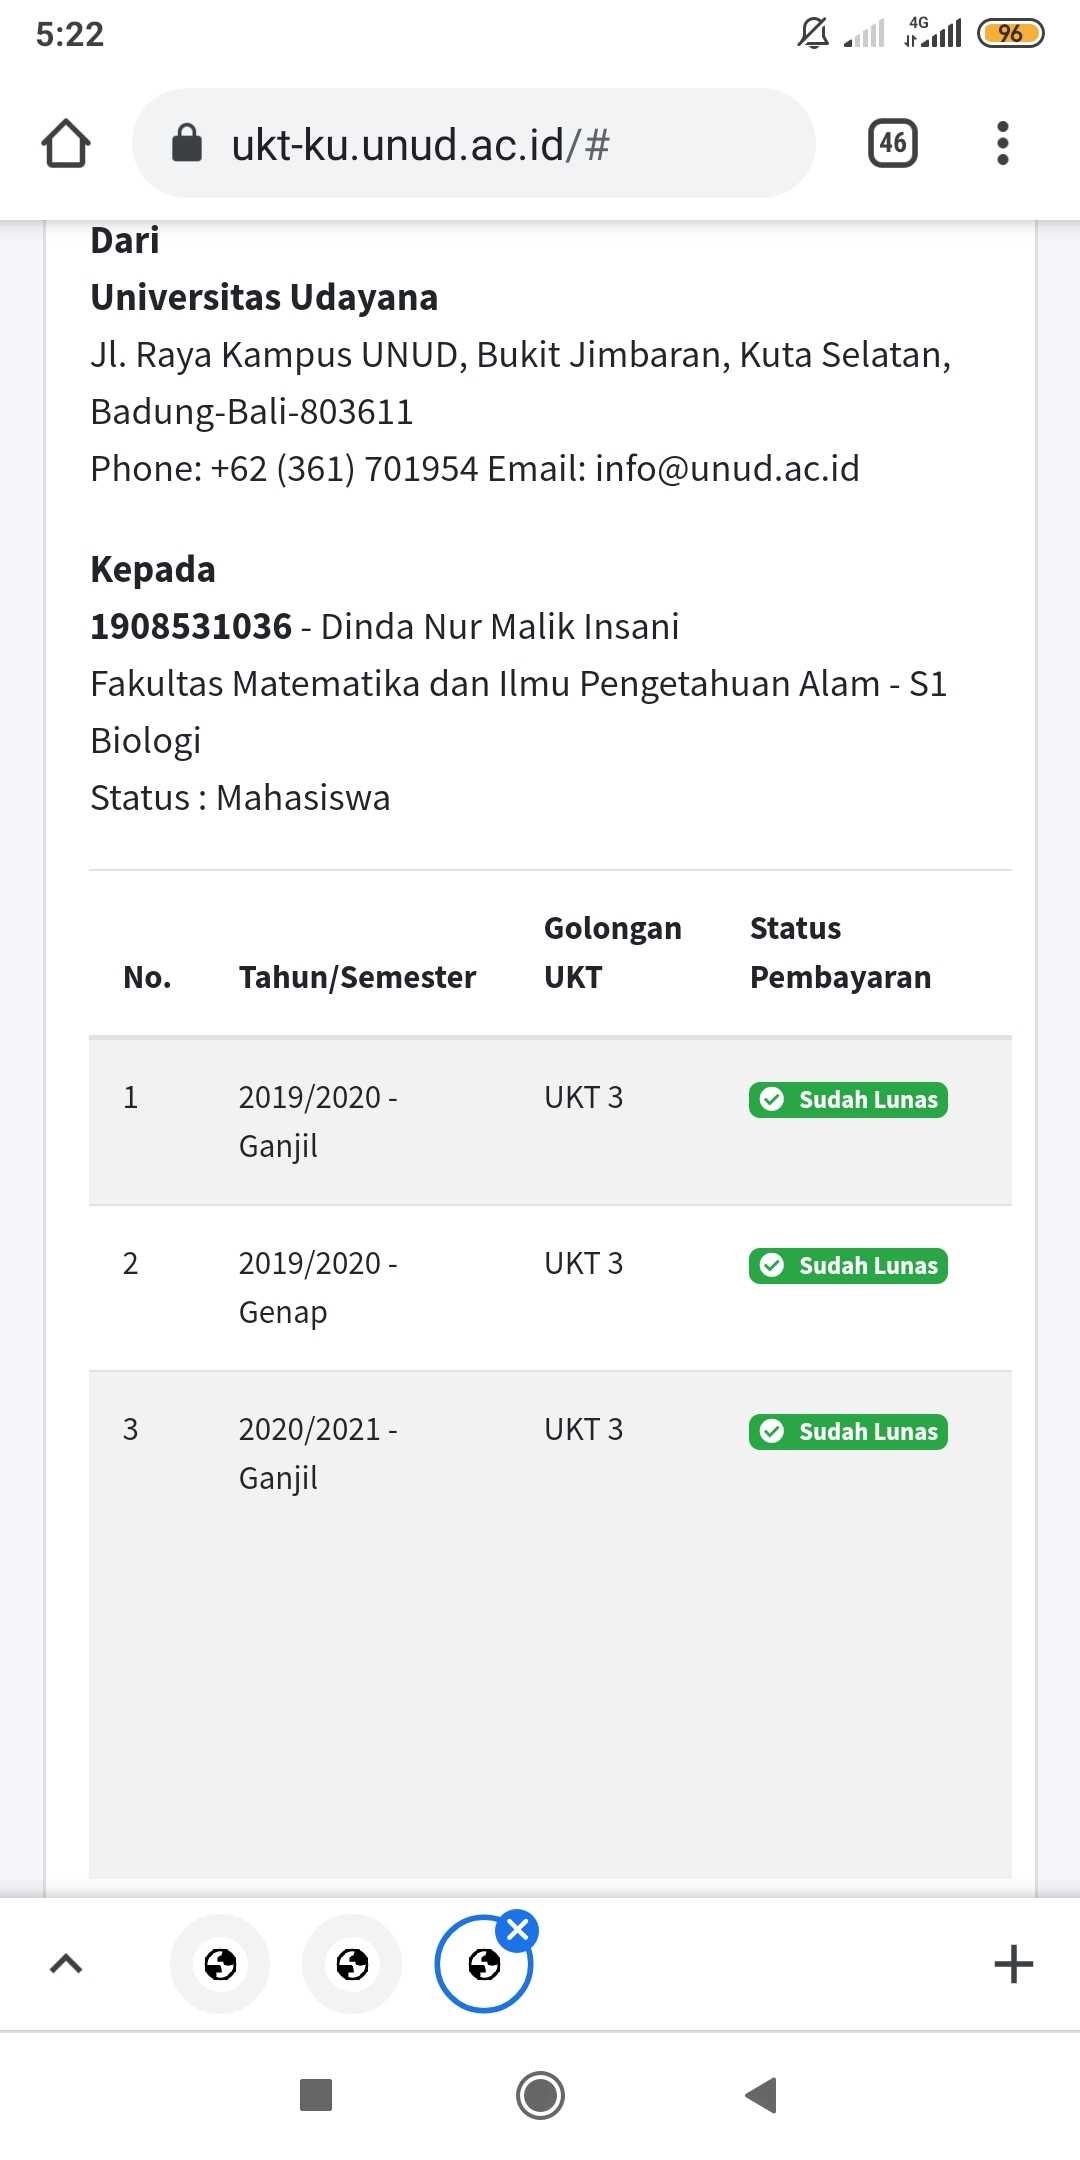 5:22
4G
96
ukt-ku.unud.ac.id/#
46
Dari
Universitas Udayana
Jl. Raya Kampus UNUD, Bukit Jimbaran, Kuta Selatan,
Badung-Bali-803611
Phone: +62 (361) 701954 Email: info@unud.ac.id
Kepada
1908531036 - Dinda Nur Malik Insani
Fakultas Matematika dan Ilmu Pengetahuan Alam - S1
Biologi
Status : Mahasiswa
No. Tahun/Semester Golongan UKT Status Pembayaran
1 2019/2020 - UKT 3 Sudah Lunas
Ganjil
2 2019/2020 - UKT 3 Sudah Lunas
Genap
3 2020/2021 - UKT 3 Sudah Lunas
Ganjil